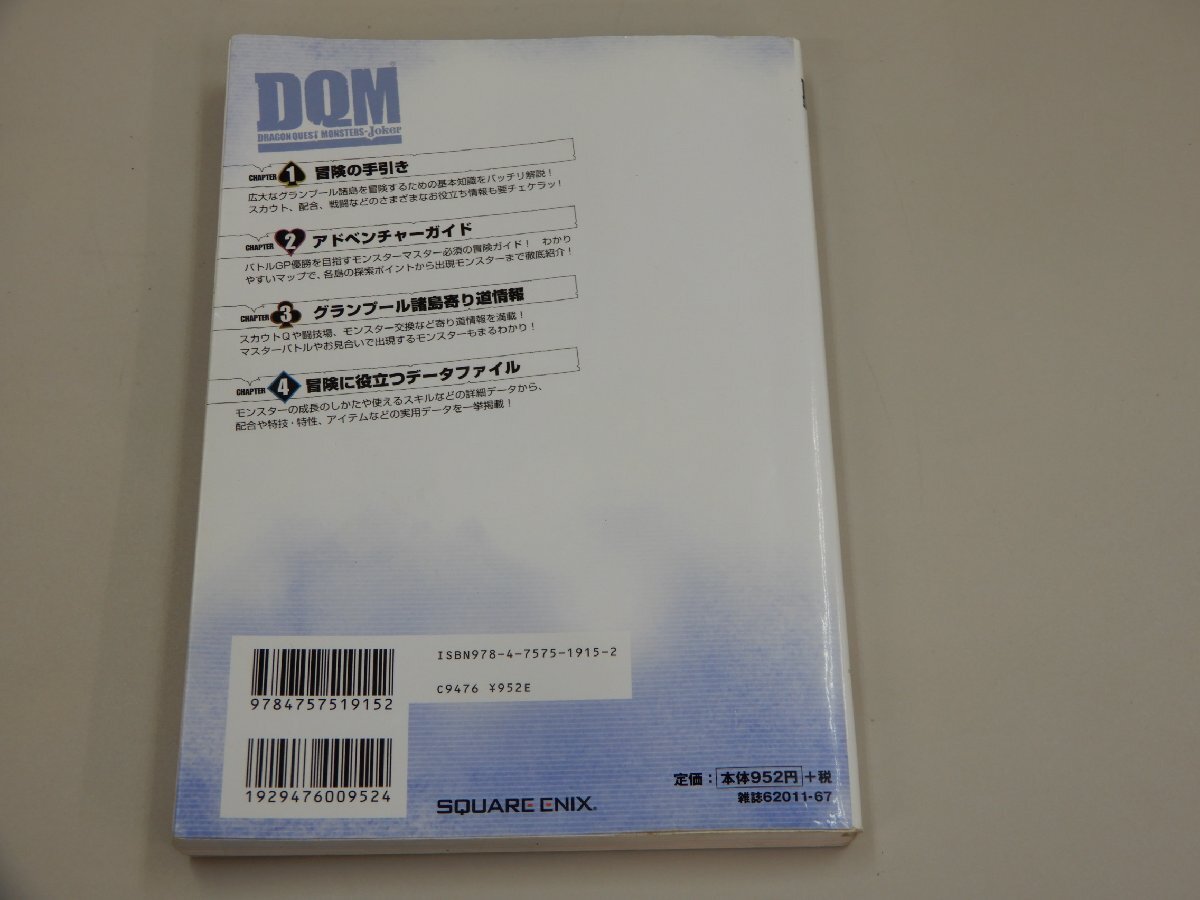 DQM
DRAGON QUEST MONSTERS-Joker
CHAPTER 1 冒険の手引き
広大なグランプール諸島を冒険するための基本知識をバッチリ解説！
スカウト、配合、戦闘などのさまざまなお役立ち情報も要チェケラッ！
CHAPTER 2 アドベンチャーガイド
バトルGP優勝を目指すモンスターマスター必須の冒険ガイド！ わかり
やすいマップで、各島の探索ポイントから出現モンスターまで徹底紹介！
CHAPTER 3 グランプール諸島寄り道情報
スカウトQや闘技場、モンスター交換など寄り道情報を満載！
マスターバトルやお見合いで出現するモンスターもまるわかり！
CHAPTER 4 冒険に役立つデータファイル
モンスターの成長のしかたや使えるスキルなどの詳細データから、
配合や特技・特性、アイテムなどの実用データを一挙掲載！
ISBN978-4-7575-1915-2
C9476 ¥952E
9784757519152
1929476009524
SQUARE ENIX.
定価：本体952円＋税
雑誌62011-67